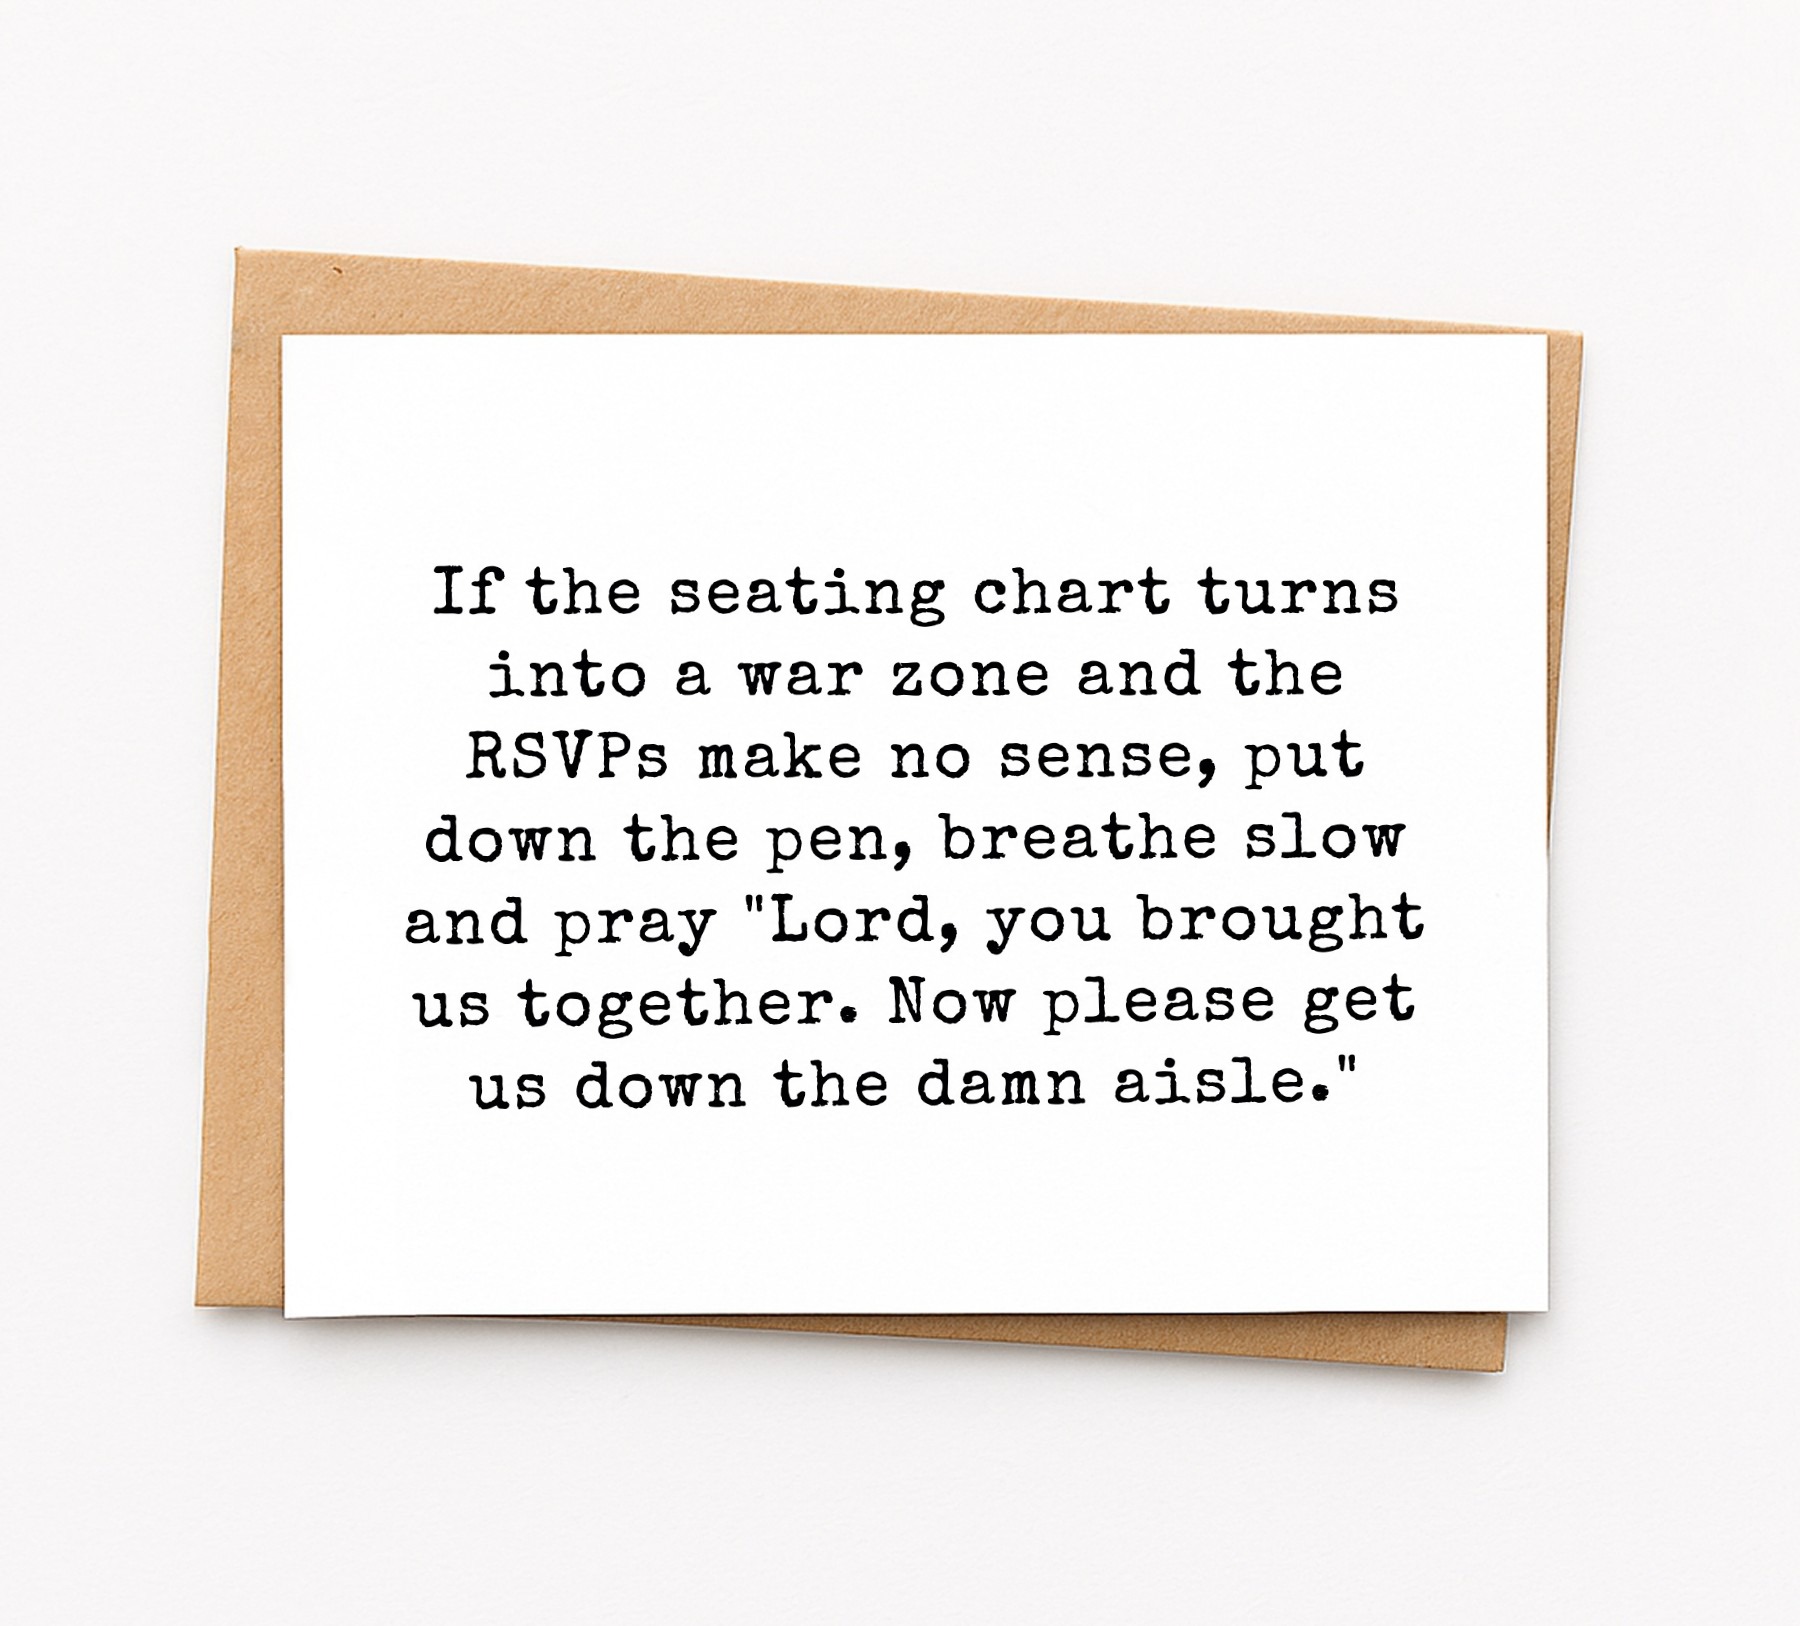 If the seating chart turns
into a war zone and the
RSVPs make no sense, put
down the pen, breathe slow
and pray "Lord, you brought
us together. Now please get
us down the damn aisle."